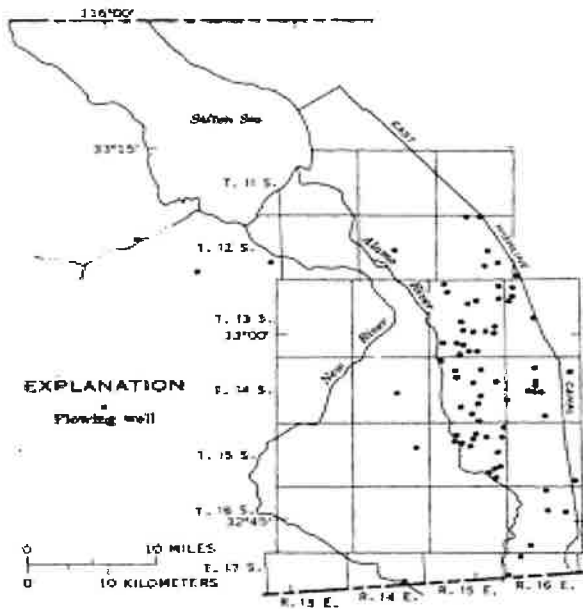 116°00'
Salton Sea
33°15'
EAST
HIGHLINE
CANAL
T. 11 S.
T. 12 S.
Alamo
River
T. 13 S.
33°00'
New
River
EXPLANATION
Flowing well
T. 14 S.
T. 15 S.
T. 16 S.
32°45'
0 10 MILES
0 10 KILOMETERS
T. 17 S.
R. 13 E. R. 14 E. R. 15 E. R. 16 E.